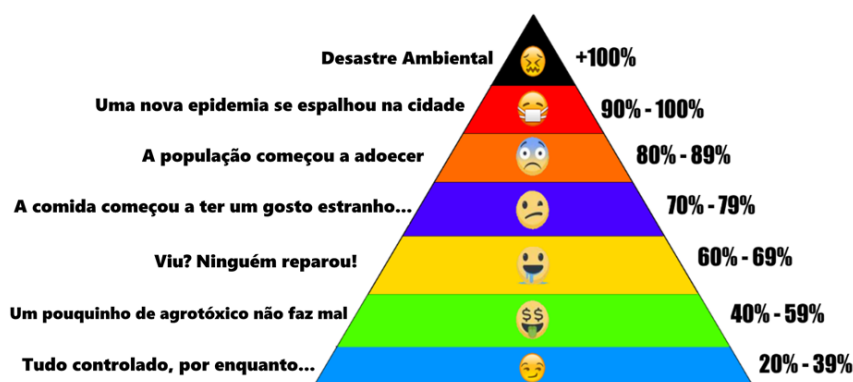 Desastre Ambiental +100%
Uma nova epidemia se espalhou na cidade 90% - 100%
A população começou a adoecer 80% - 89%
A comida começou a ter um gosto estranho... 70% - 79%
Viu? Ninguém reparou! 60% - 69%
Um pouquinho de agrotóxico não faz mal 40% - 59%
Tudo controlado, por enquanto... 20% - 39%